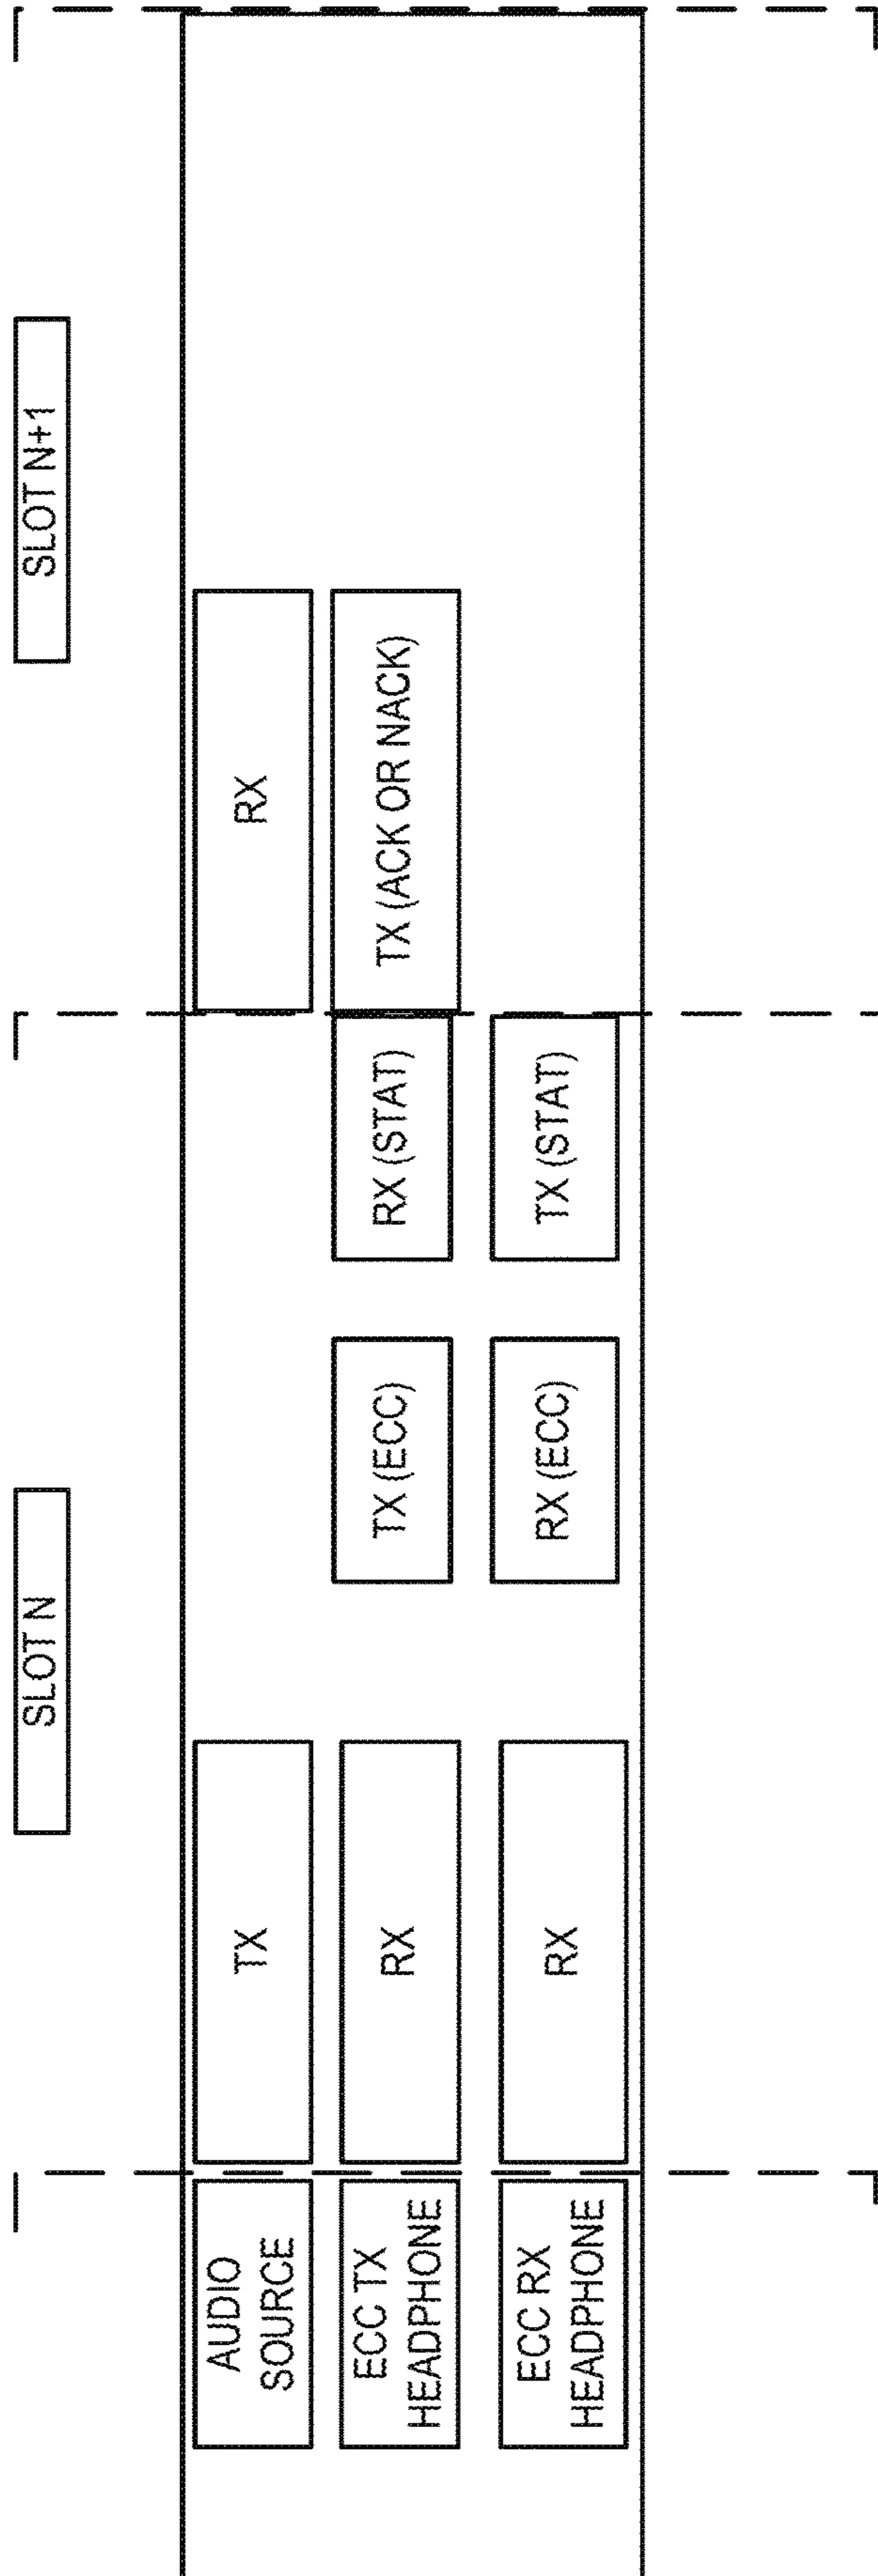 SLOT N
SLOT N+1
AUDIO
SOURCE
TX
RX
ECC TX
HEADPHONE
RX
TX (ECC)
RX (STAT)
TX (ACK OR NACK)
ECC RX
HEADPHONE
RX
RX (ECC)
TX (STAT)